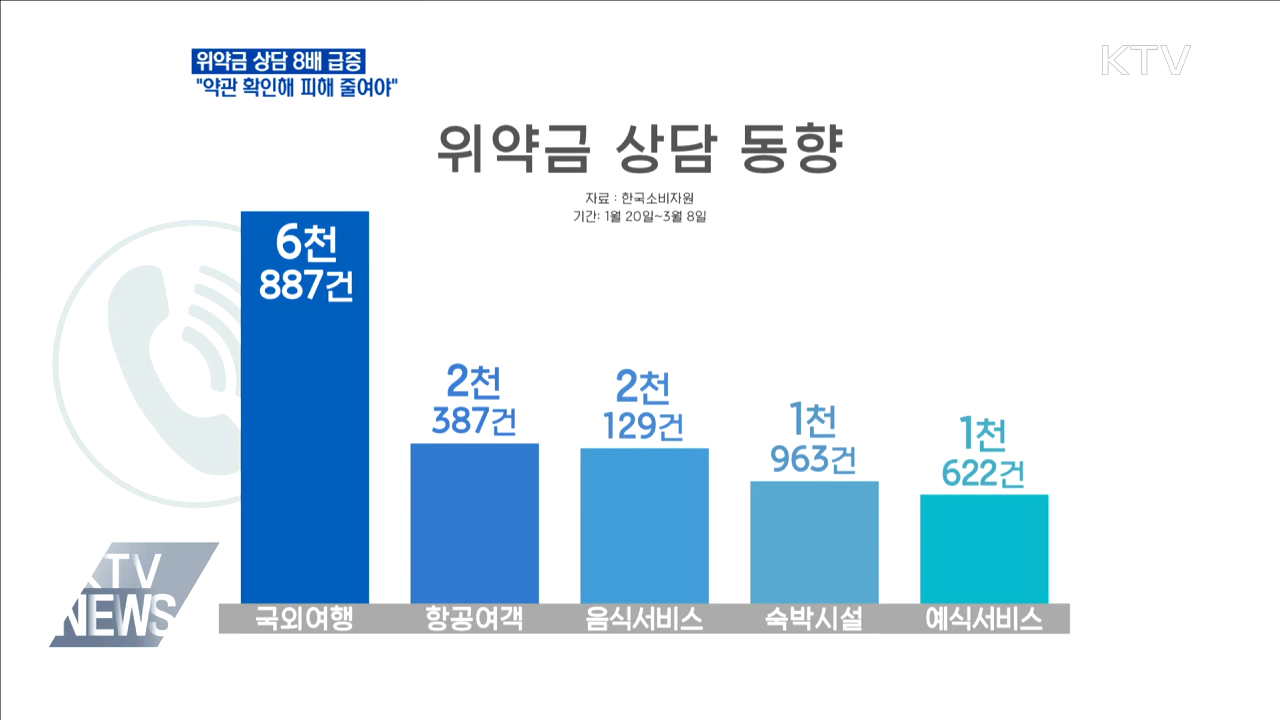 위약금 상담 8배 급증
"약관 확인해 피해 줄여야"
KTV
위약금 상담 동향
자료 : 한국소비자원
기간: 1월 20일~3월 8일
6천
887건
2천
387건
2천
129건
1천
963건
1천
622건
국외여행 항공여객 음식서비스 숙박시설 예식서비스
KTV
NEWS